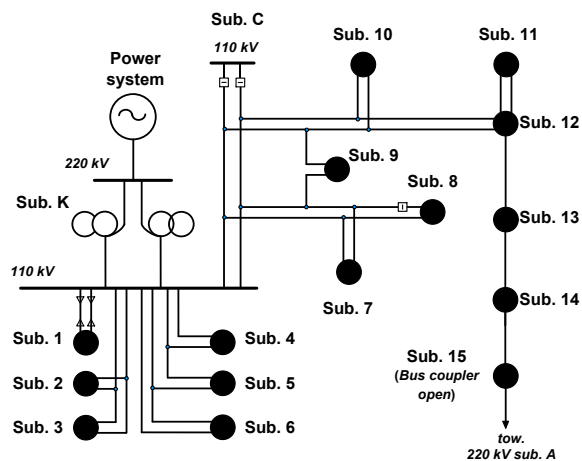 Sub. C
110 kV
Sub. 10
Sub. 11
Power
system
Sub. 12
220 kV
Sub. 9
Sub. K
Sub. 8
Sub. 13
110 kV
Sub. 7
Sub. 14
Sub. 1
Sub. 4
Sub. 2
Sub. 5
Sub. 15
(Bus coupler
open)
Sub. 3
Sub. 6
tow.
220 kV sub. A